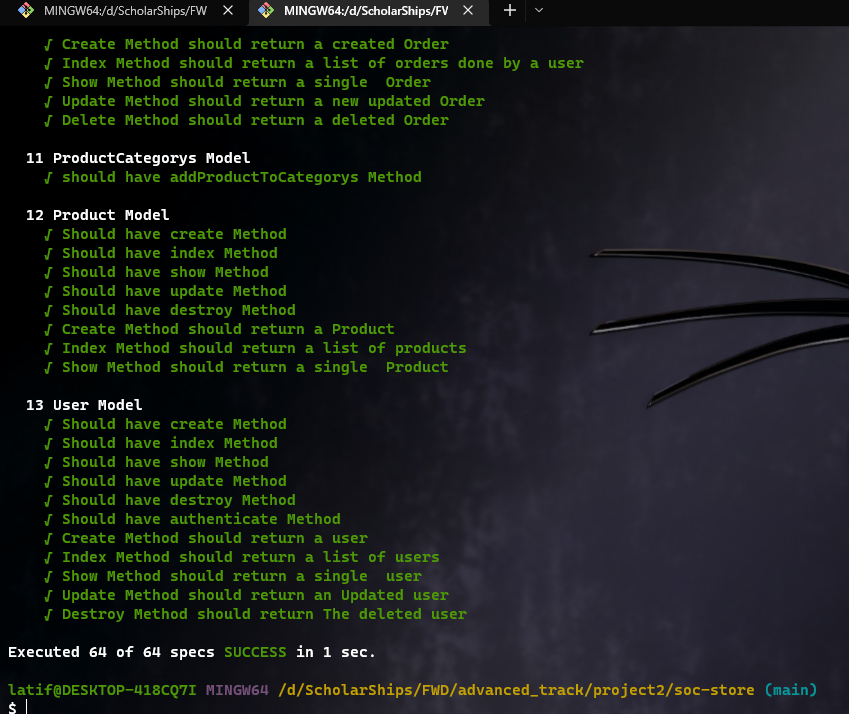 MINGW64:/d/ScholarShips/FW
MINGW64:/d/ScholarShips/FW
√ Create Method should return a created Order
√ Index Method should return a list of orders done by a user
√ Show Method should return a single  Order
√ Update Method should return a new updated Order
√ Delete Method should return a deleted Order
11 ProductCategorys Model
√ should have addProductToCategorys Method
12 Product Model
√ Should have create Method
√ Should have index Method
√ Should have show Method
√ Should have update Method
√ Should have destroy Method
√ Create Method should return a Product
√ Index Method should return a list of products
√ Show Method should return a single  Product
13 User Model
√ Should have create Method
√ Should have index Method
√ Should have show Method
√ Should have update Method
√ Should have destroy Method
√ Should have authenticate Method
√ Create Method should return a user
√ Index Method should return a list of users
√ Show Method should return a single  user
√ Update Method should return an Updated user
√ Destroy Method should return The deleted user
Executed 64 of 64 specs SUCCESS in 1 sec.
latif@DESKTOP-418CQ7I MINGW64 /d/ScholarShips/FWD/advanced_track/project2/soc-store (main)
$